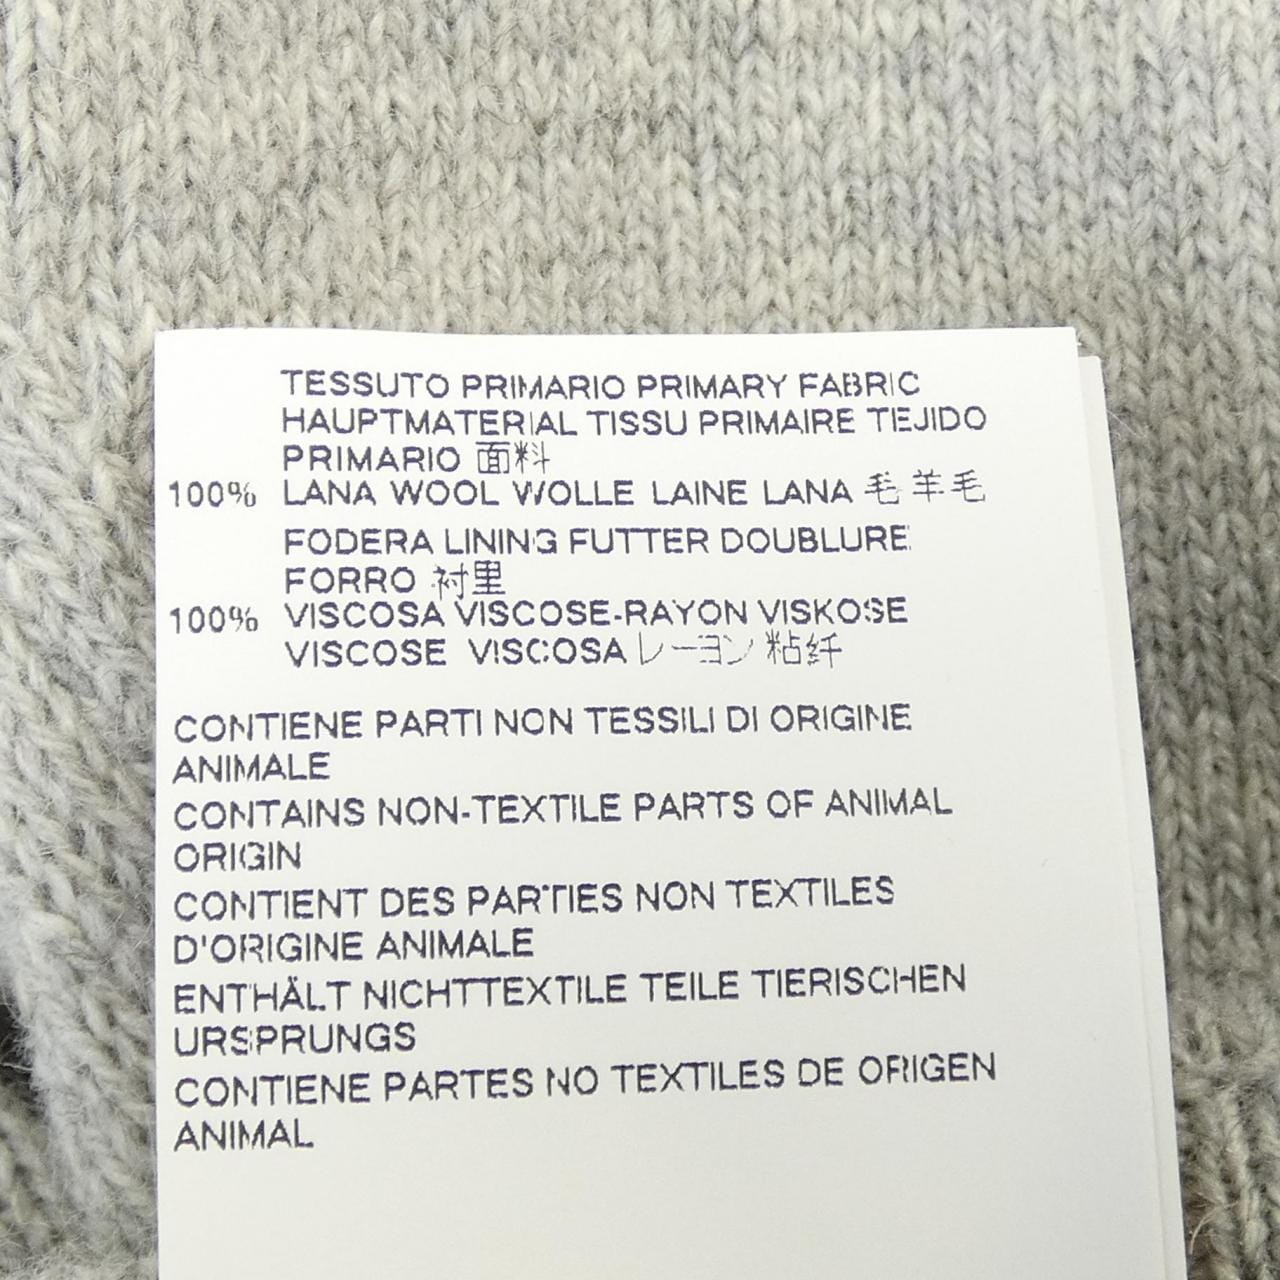 TESSUTO PRIMARIO PRIMARY FABRIC
HAUPTMATERIAL TISSU PRIMAIRE TEJIDO
PRIMARIO 面料
100% LANA WOOL WOLLE LAINE LANA 毛 羊毛
FODERA LINING FUTTER DOUBLURE
FORRO 衬里
100% VISCOSA VISCOSE-RAYON VISKOSE
VISCOSE VISCOSA レーヨン 粘纤
CONTIENE PARTI NON TESSILI DI ORIGINE
ANIMALE
CONTAINS NON-TEXTILE PARTS OF ANIMAL
ORIGIN
CONTIENT DES PARTIES NON TEXTILES
D'ORIGINE ANIMALE
ENTHÄLT NICHTTEXTILE TEILE TIERISCHEN
URSPRUNGS
CONTIENE PARTES NO TEXTILES DE ORIGEN
ANIMAL